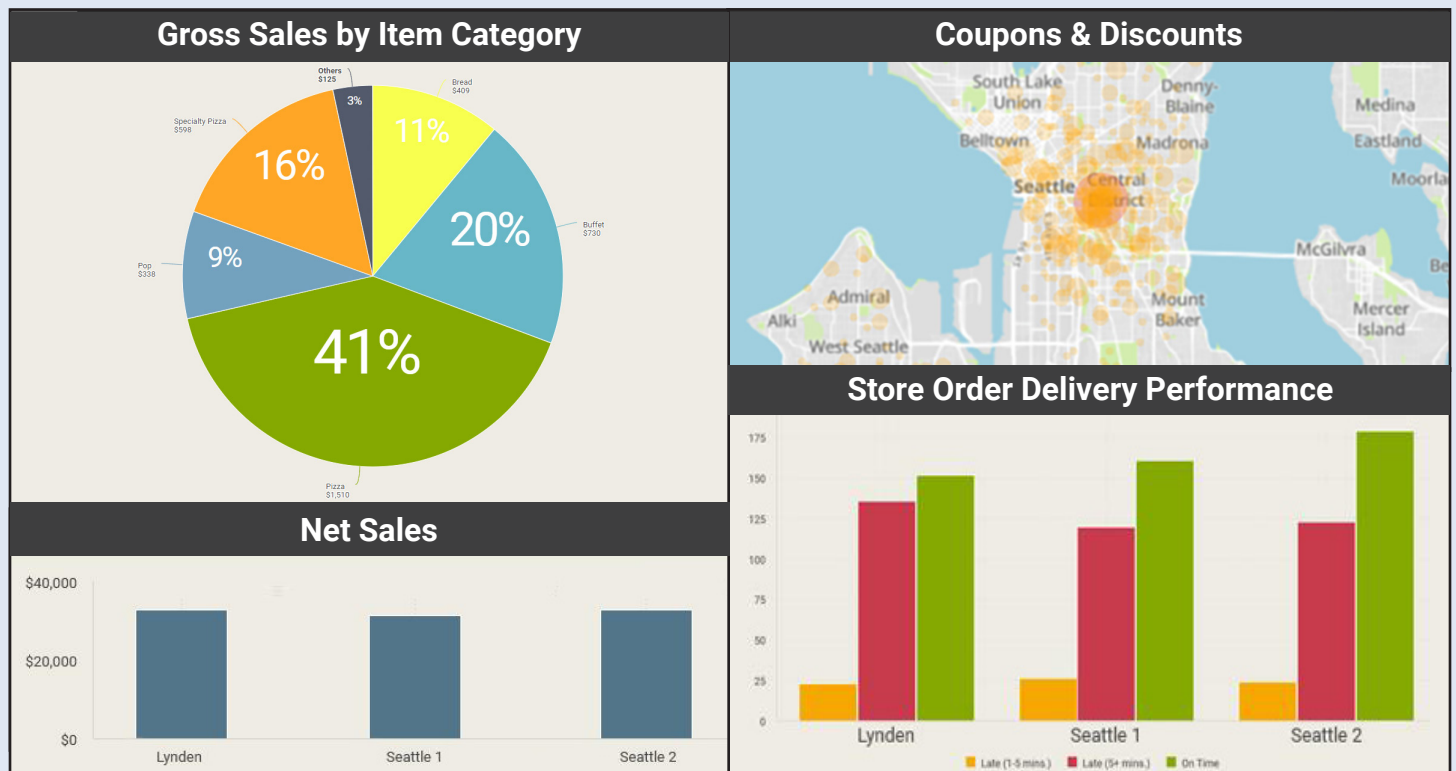 Gross Sales by Item Category
Others
$125
3%
Bread
$409
11%
Specialty Pizza
$598
16%
20%
Buffet
$730
9%
Pop
$338
41%
Pizza
$1,510
Coupons & Discounts
South Lake
Union
Denny-
Blaine
Medina
Belltown
Madrona
Eastland
Seattle
Central
District
Moorla
McGilvra
Be
Admiral
Mount
Baker
Alki
Mercer
Island
West Seattle
Net Sales
$40,000
$20,000
$0
Lynden
Seattle 1
Seattle 2
Store Order Delivery Performance
175
150
125
100
75
50
25
0
Lynden
Seattle 1
Seattle 2
Late (1-5 mins.)
Late (5+ mins.)
On Time